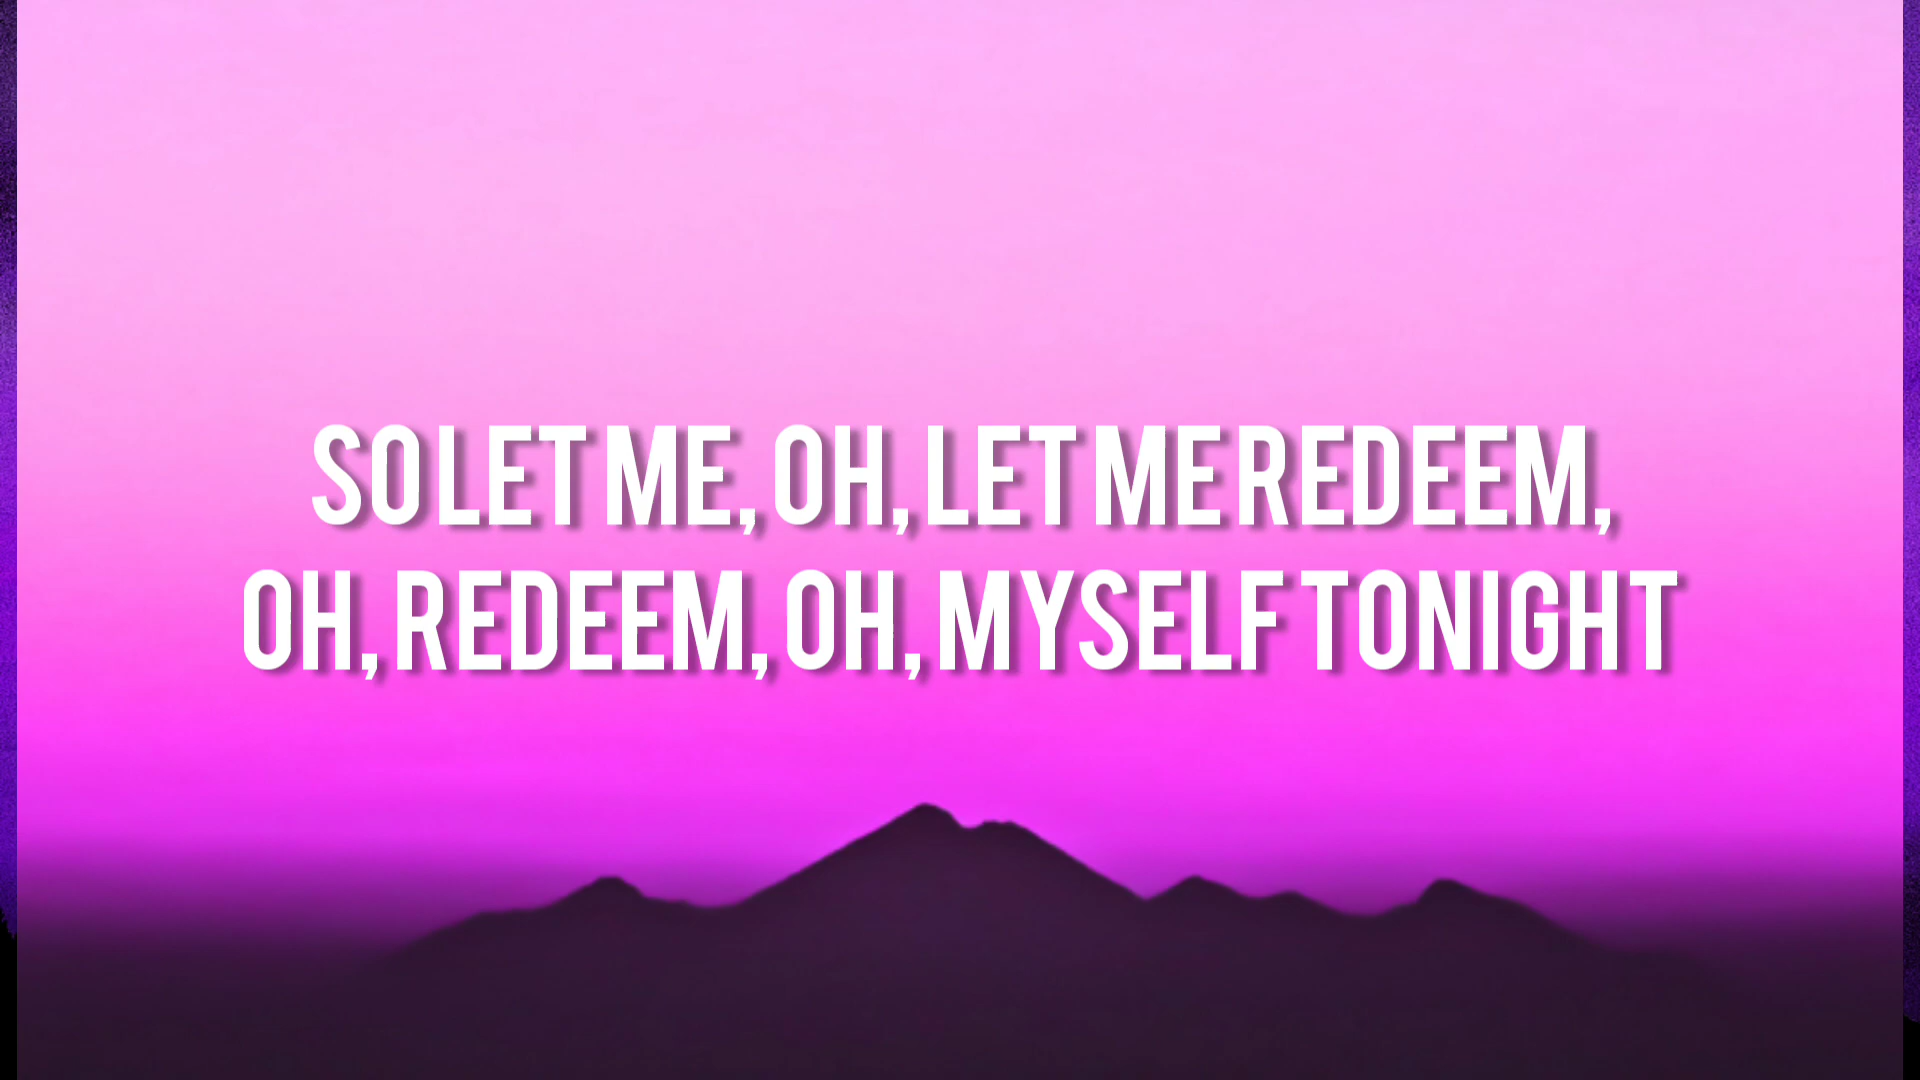 SO LET ME, OH, LET ME REDEEM,
OH, REDEEM, OH, MYSELF TONIGHT